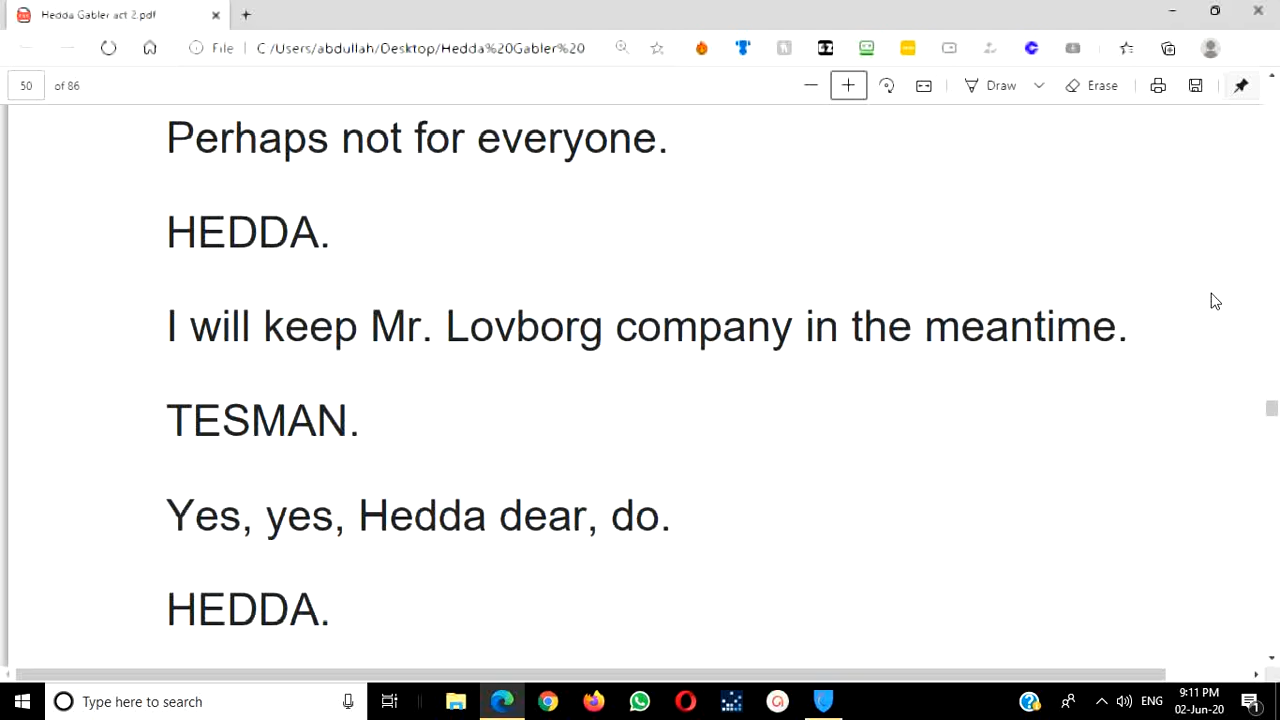 Hedda Gabler act 2.pdf
File C:/Users/abdullah/Desktop/Hedda%20Gabler%20
50 of 86 Draw Erase
Perhaps not for everyone.
HEDDA.
I will keep Mr. Lovborg company in the meantime.
TESMAN.
Yes, yes, Hedda dear, do.
HEDDA.
Type here to search ENG 9:11 PM
02-Jun-20